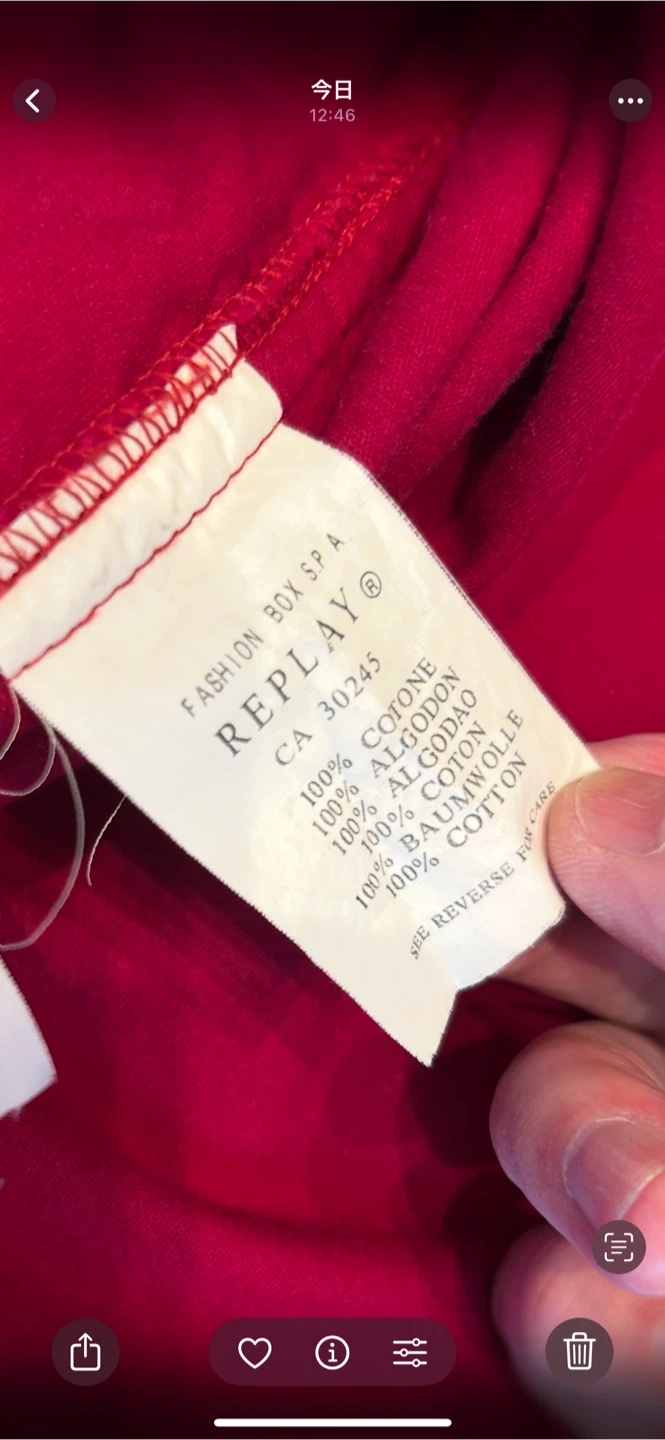 今日
12:46
FASHION BOX S.P A
REPLAY®
CA 30245
100% COTONE
100% ALGODON
100% ALGODAO
100% COTON
100% BAUMWOLLE
100% COTTON
SEE REVERSE FOR CARE